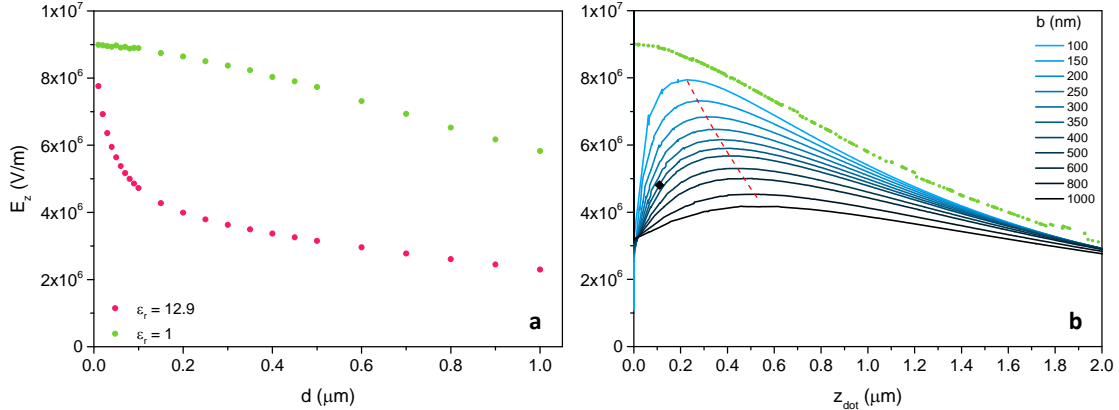 1x10⁷
8x10⁶
6x10⁶
4x10⁶
2x10⁶
0
E_z (V/m)
0.0 0.2 0.4 0.6 0.8 1.0
d (μm)
ε_r = 12.9
ε_r = 1
a
1x10⁷
8x10⁶
6x10⁶
4x10⁶
2x10⁶
0
0.0 0.2 0.4 0.6 0.8 1.0 1.2 1.4 1.6 1.8 2.0
z_dot (μm)
b (nm)
100
150
200
250
300
350
400
500
600
800
1000
b